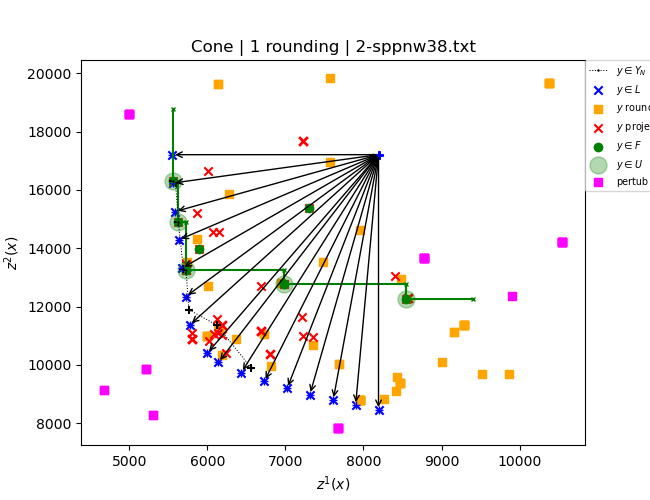 Cone | 1 rounding | 2-sppnw38.txt
z²(x)
20000
18000
16000
14000
12000
10000
8000
5000
6000
7000
8000
9000
10000
z¹(x)
y ∈ Y_N
y ∈ L
y roun
y proje
y ∈ F
y ∈ U
pertub